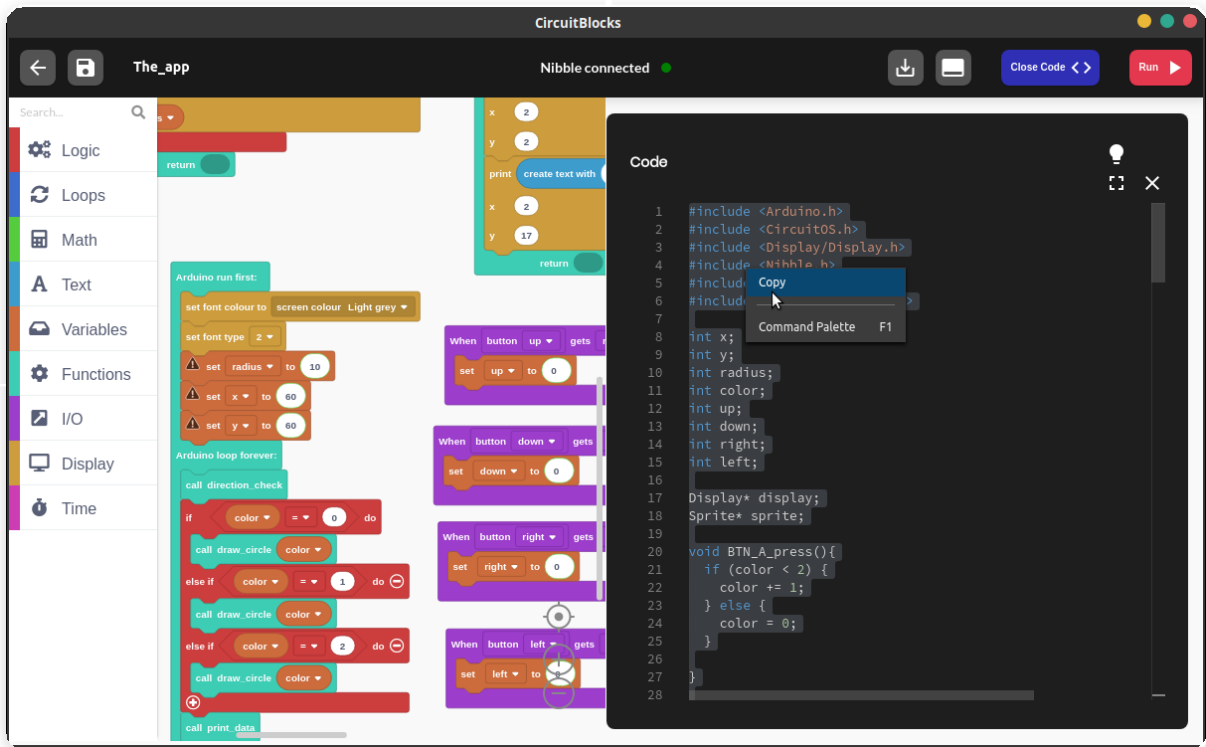 CircuitBlocks
The_app
Nibble connected
Close Code
Run
Search...
Logic
Loops
Math
Text
Variables
Functions
I/O
Display
Time
return
Arduino run first:
set font colour to screen colour Light grey
set font type 2
set radius to 10
set x to 60
set y to 60
Arduino loop forever:
call direction_check
if color = 0 do
call draw_circle color
else if color = 1 do
call draw_circle color
else if color = 2 do
call draw_circle color
call print_data
x 2
y 2
print create text with
x 2
y 17
return
When button up gets
set up to 0
When button down gets
set down to 0
When button right gets
set right to 0
When button left gets
set left to
Code
1 #include <Arduino.h>
2 #include <CircuitOS.h>
3 #include <Display/Display.h>
4 #include <Nibble.h>
5 #include
6 #include >
7
8 int x;
9 int y;
10 int radius;
11 int color;
12 int up;
13 int down;
14 int right;
15 int left;
16
17 Display* display;
18 Sprite* sprite;
19
20 void BTN_A_press(){
21 if (color < 2) {
22 color += 1;
23 } else {
24 color = 0;
25 }
26
27 }
28
Copy
Command Palette F1